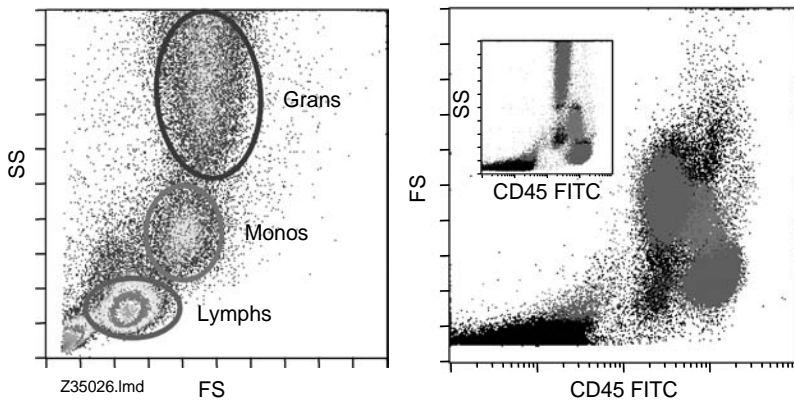 SS
Grans
Monos
Lymphs
Z35026.lmd
FS
SS
CD45 FITC
FS
CD45 FITC